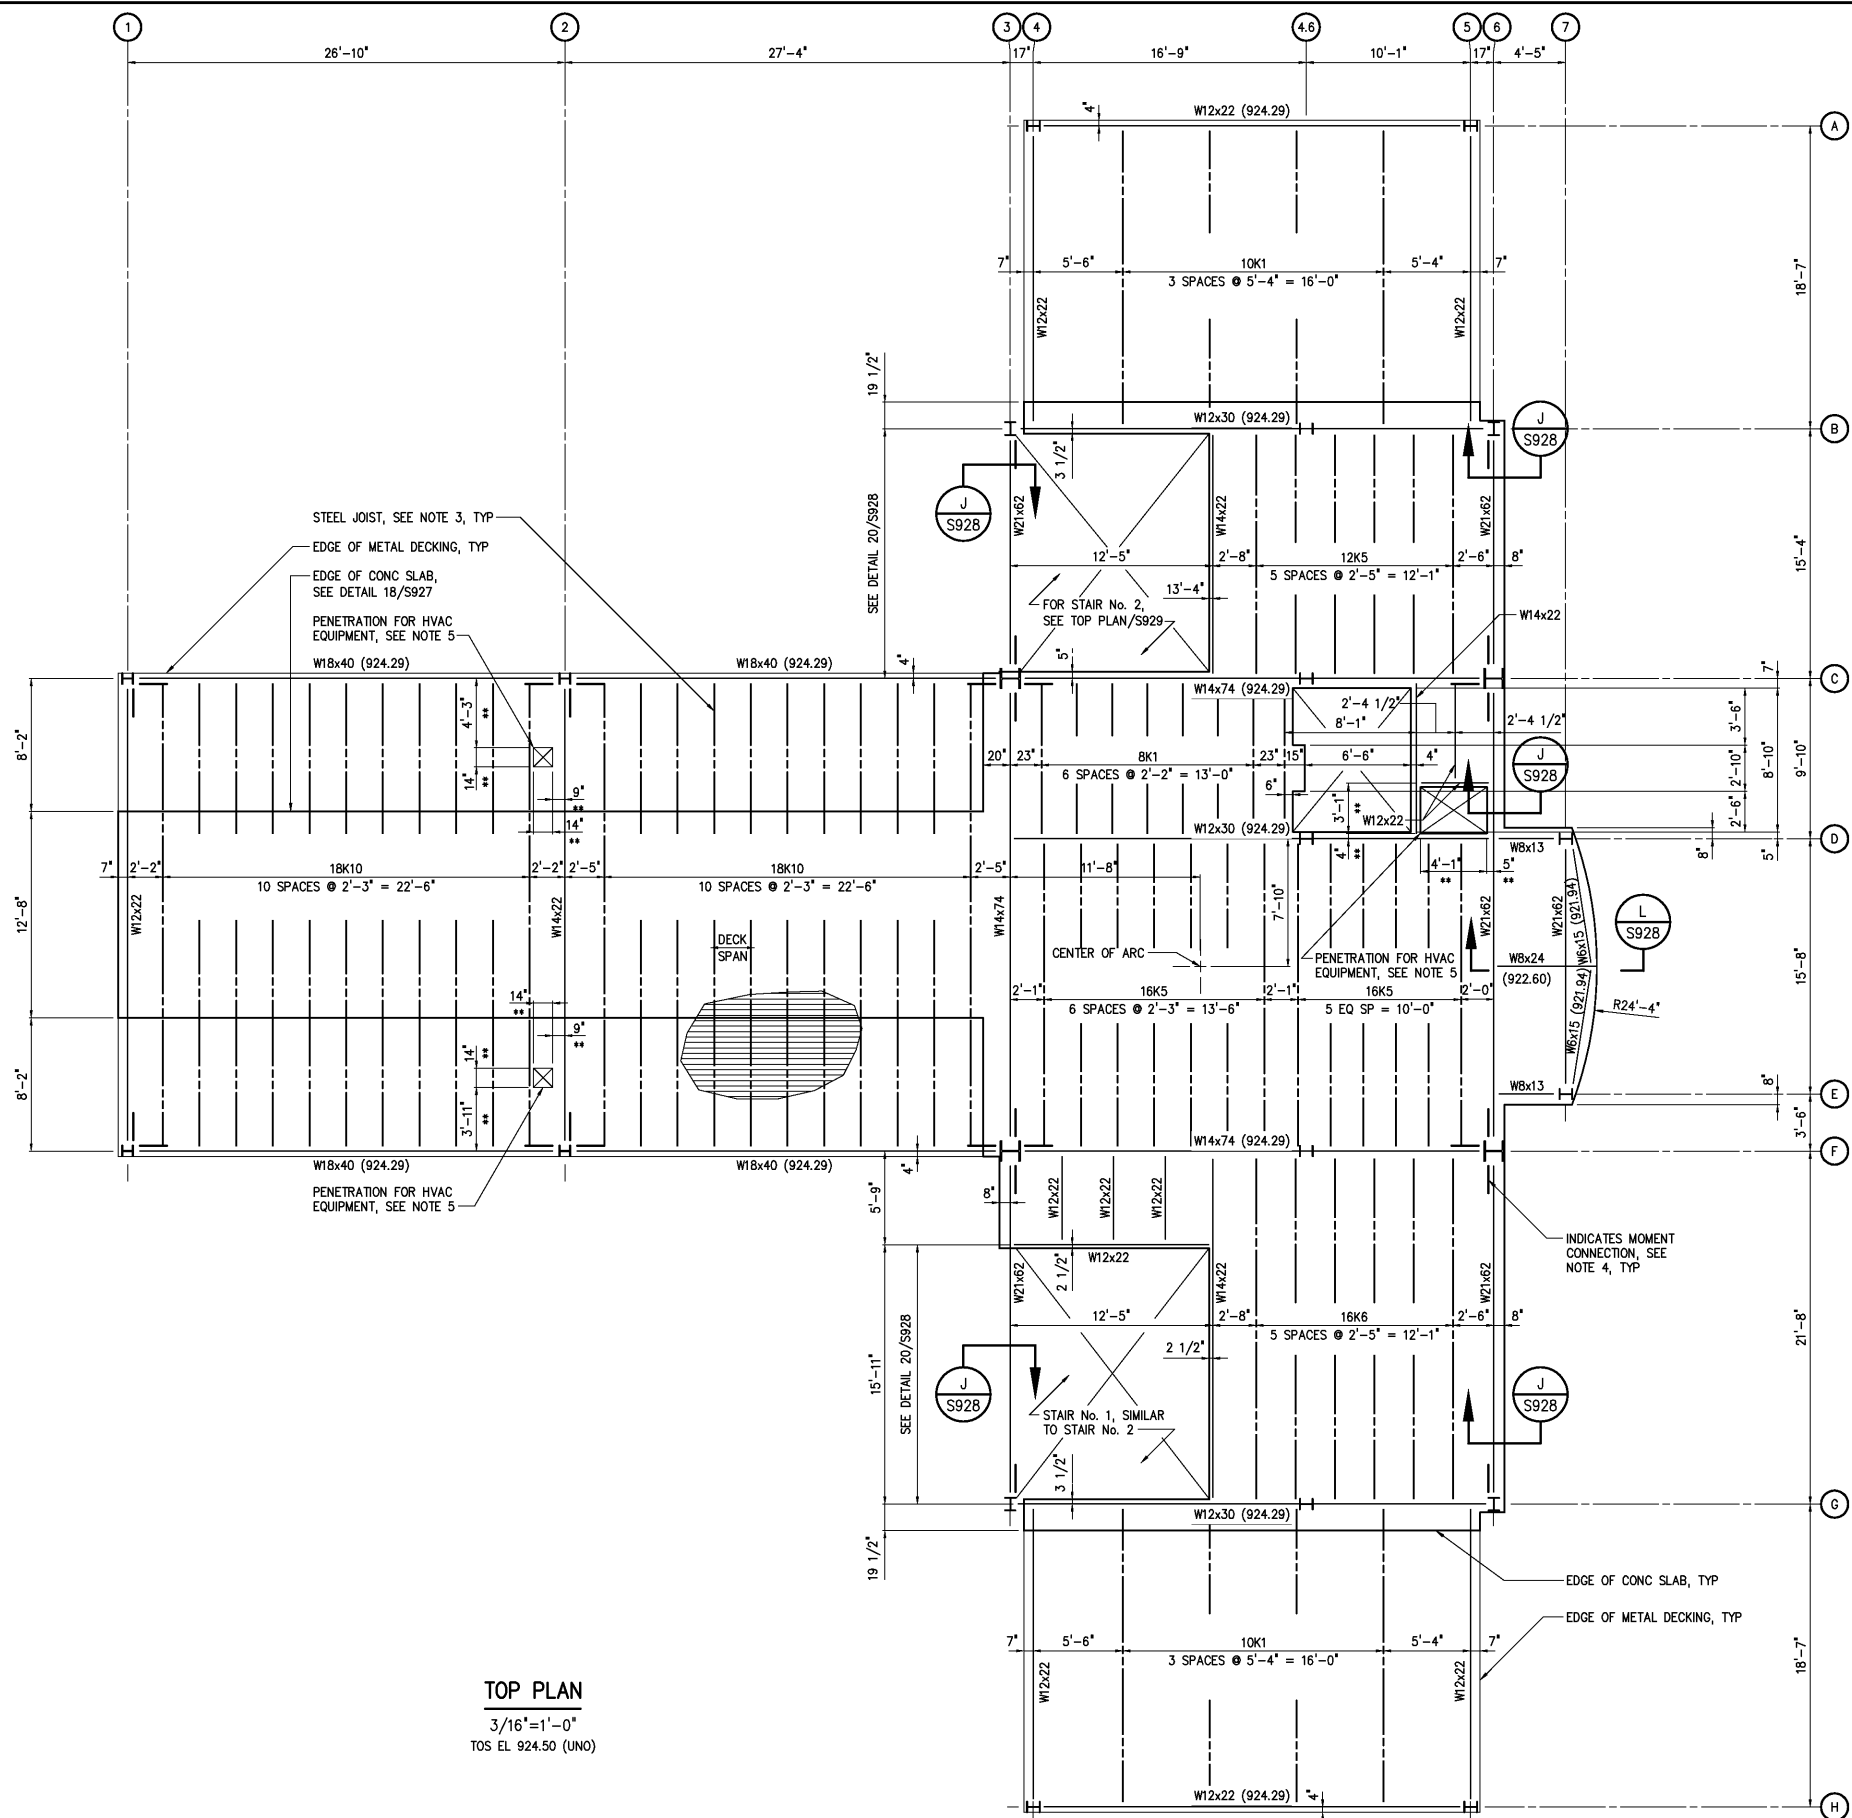 1 2 3 4 4.6 5 6 7
26'-10" 27'-4" 17" 16'-9" 10'-1" 17" 4'-5"
4" W12x22 (924.29)
A
7" 5'-6" 10K1 5'-4" 7"
3 SPACES @ 5'-4" = 16'-0"
W12x22 W12x22
18'-7"
19 1/2"
W12x30 (924.29)
J
S928
B
3 1/2"
J
S928
SEE DETAIL 20/S928
W21x62 W14x22 W21x62
STEEL JOIST, SEE NOTE 3, TYP
EDGE OF METAL DECKING, TYP
EDGE OF CONC SLAB,
SEE DETAIL 18/S927
12'-5" 2'-8" 12K5 2'-6" 8"
5 SPACES @ 2'-5" = 12'-1"
15'-4"
13'-4"
FOR STAIR No. 2,
SEE TOP PLAN/S929
W14x22
PENETRATION FOR HVAC
EQUIPMENT, SEE NOTE 5
W18x40 (924.29) W18x40 (924.29) 4" 5"
7"
C
W14x74 (924.29)
2'-4 1/2"
8'-1" 2'-4 1/2"
4'-3" **
14" **
8'-2"
3'-6"
2'-10"
2'-6"
8'-10"
9'-10"
20" 23" 8K1 23" 15" 6'-6" 4"
6 SPACES @ 2'-2" = 13'-0"
J
S928
6"
3'-1" **
W12x22
9"
**
14"
**
W12x30 (924.29)
4" **
W8x13
8" 5"
D
7" 2'-2" 18K10 2'-2" 2'-5" 18K10 2'-5" 11'-8"
10 SPACES @ 2'-3" = 22'-6" 10 SPACES @ 2'-3" = 22'-6"
4'-1" 5"
** **
12'-8"
W12x22 W14x22 W14x74 7'-10" W21x62 W21x62
W6x15 (921.94)
L
S928
DECK
SPAN
CENTER OF ARC
PENETRATION FOR HVAC
EQUIPMENT, SEE NOTE 5
W8x24
(922.60)
15'-8"
14"
**
2'-1" 16K5 2'-1" 16K5 2'-0"
6 SPACES @ 2'-3" = 13'-6" 5 EQ SP = 10'-0"
R24'-4"
W6x15 (921.94)
9"
**
14" **
3'-11" **
8'-2"
W8x13
8"
E
3'-6"
W14x74 (924.29)
F
W18x40 (924.29) W18x40 (924.29) 4"
PENETRATION FOR HVAC
EQUIPMENT, SEE NOTE 5
5'-9"
8"
W12x22 W12x22 W12x22
INDICATES MOMENT
CONNECTION, SEE
NOTE 4, TYP
W12x22
2 1/2"
W21x62 W14x22 W21x62
12'-5" 2'-8" 16K6 2'-6" 8"
5 SPACES @ 2'-5" = 12'-1"
21'-8"
2 1/2"
15'-11"
SEE DETAIL 20/S928
J
S928
J
S928
STAIR No. 1, SIMILAR
TO STAIR No. 2
3 1/2"
G
W12x30 (924.29)
19 1/2"
EDGE OF CONC SLAB, TYP
EDGE OF METAL DECKING, TYP
7" 5'-6" 10K1 5'-4" 7"
3 SPACES @ 5'-4" = 16'-0"
18'-7"
W12x22 W12x22
TOP PLAN
3/16"=1'-0"
TOS EL 924.50 (UNO)
W12x22 (924.29) 4"
H